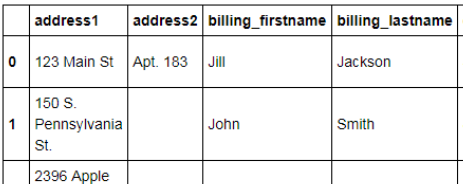 address1 address2 billing_firstname billing_lastname
0 123 Main St Apt. 183 Jill Jackson
150 S.
1 Pennsylvania John Smith
St.
2396 Apple